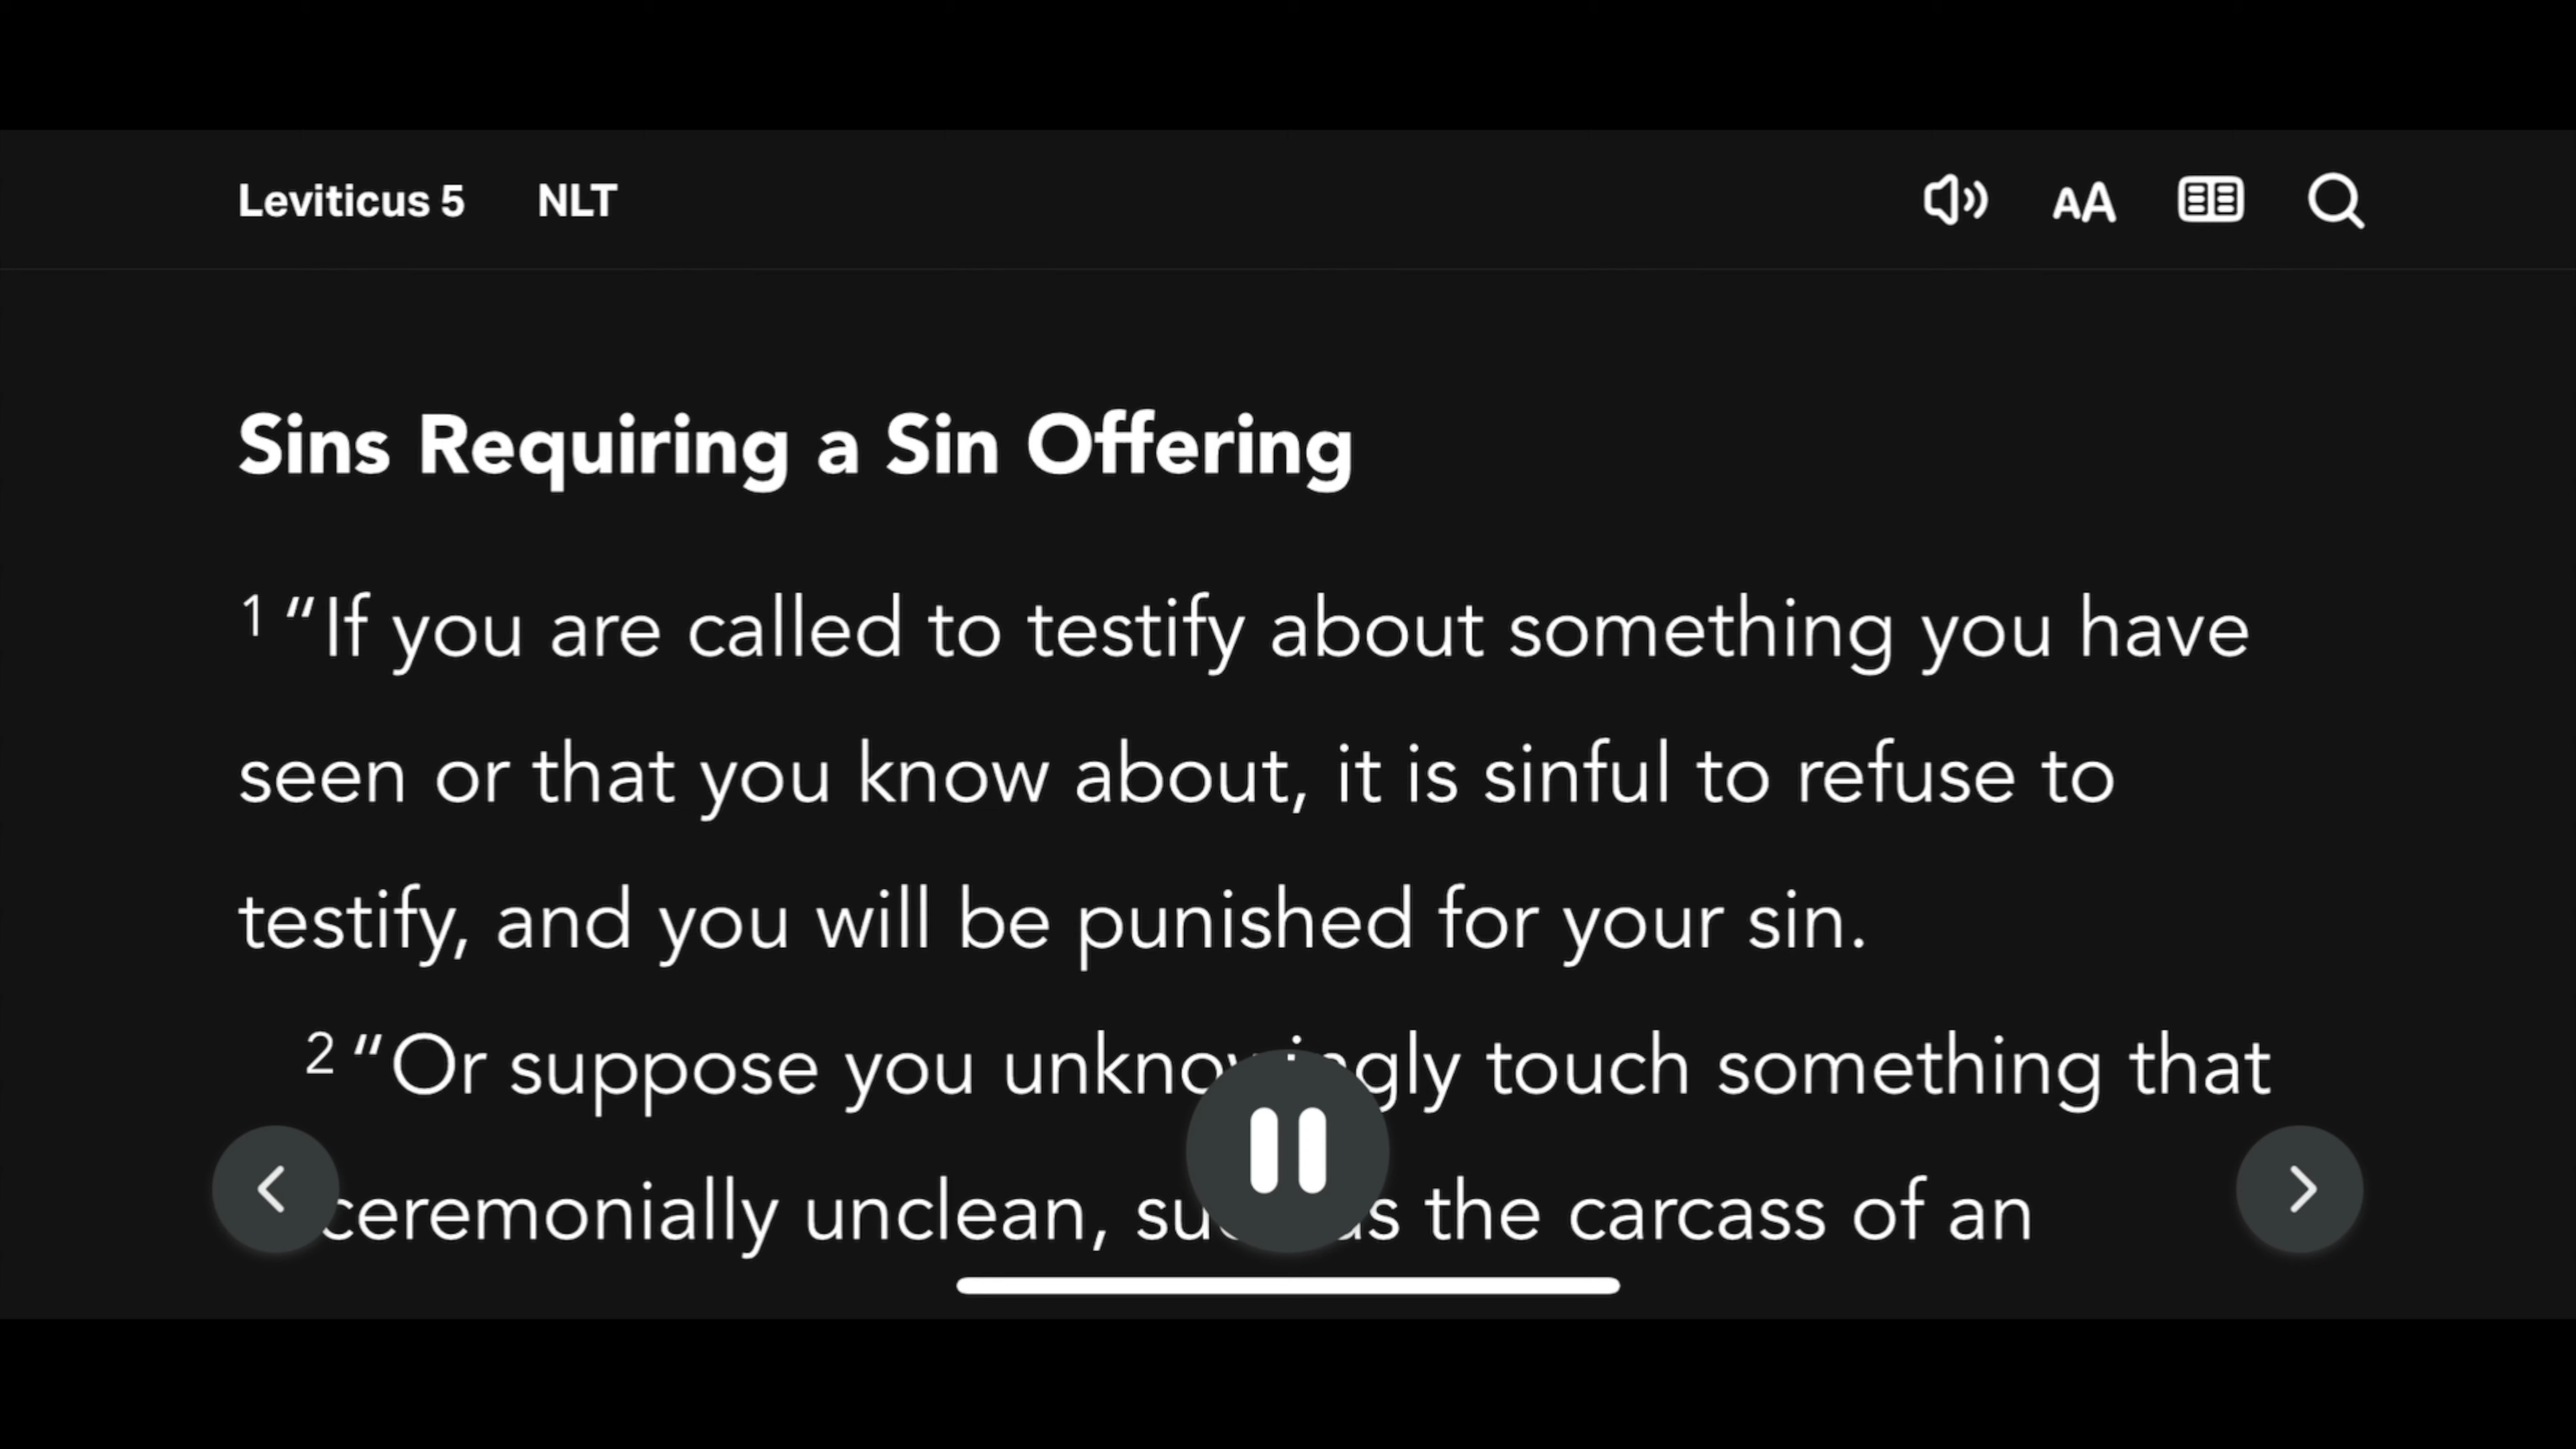 Leviticus 5 NLT
AA
Sins Requiring a Sin Offering
1 “If you are called to testify about something you have
seen or that you know about, it is sinful to refuse to
testify, and you will be punished for your sin.
2 “Or suppose you touch something that
ceremonially unclean, the carcass of an